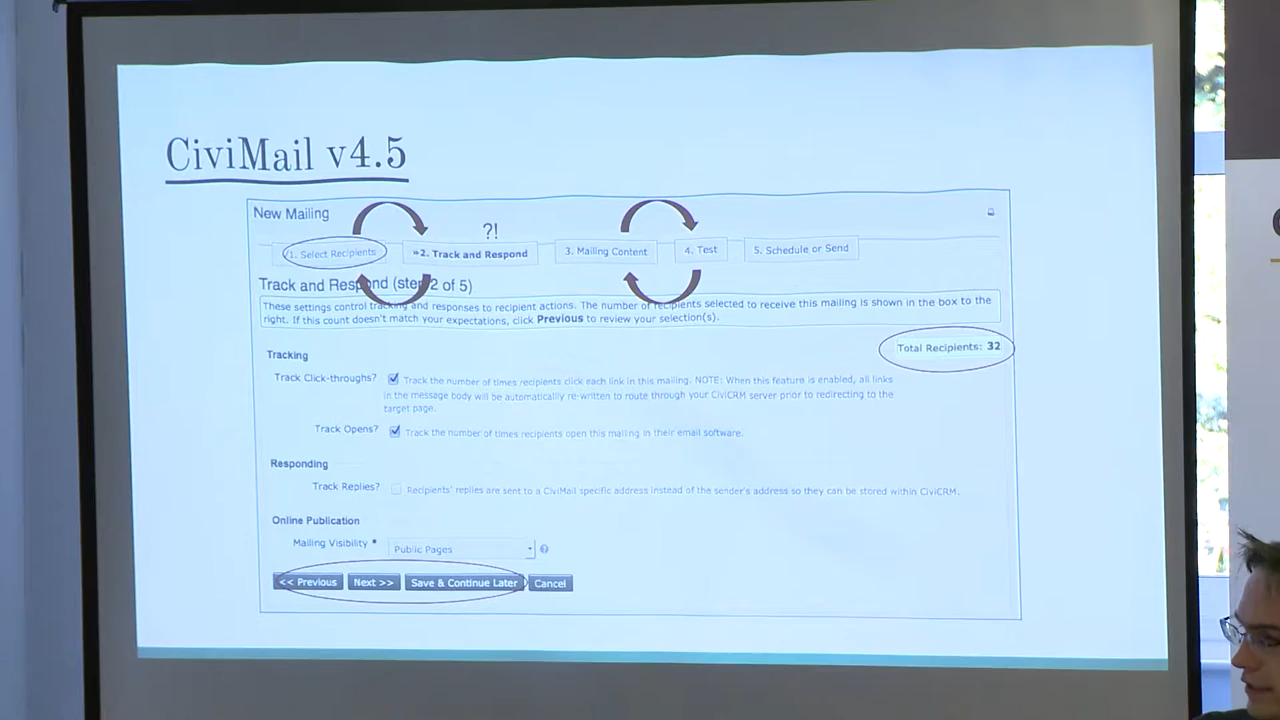 CiviMail v4.5
New Mailing
?!
1. Select Recipients
»2. Track and Respond
3. Mailing Content
4. Test
5. Schedule or Send
Track and Respond (step 2 of 5)
These settings control tracking and responses to recipient actions. The number of recipients selected to receive this mailing is shown in the box to the
right. If this count doesn't match your expectations, click Previous to review your selection(s).
Total Recipients: 32
Tracking
Track Click-throughs?
Track the number of times recipients click each link in this mailing. NOTE: When this feature is enabled, all links
in the message body will be automatically re-written to route through your CiviCRM server prior to redirecting to the
target page.
Track Opens?
Track the number of times recipients open this mailing in their email software.
Responding
Track Replies?
Recipients' replies are sent to a CiviMail specific address instead of the sender's address so they can be stored within CiviCRM.
Online Publication
Mailing Visibility *
Public Pages
<< Previous
Next >>
Save & Continue Later
Cancel